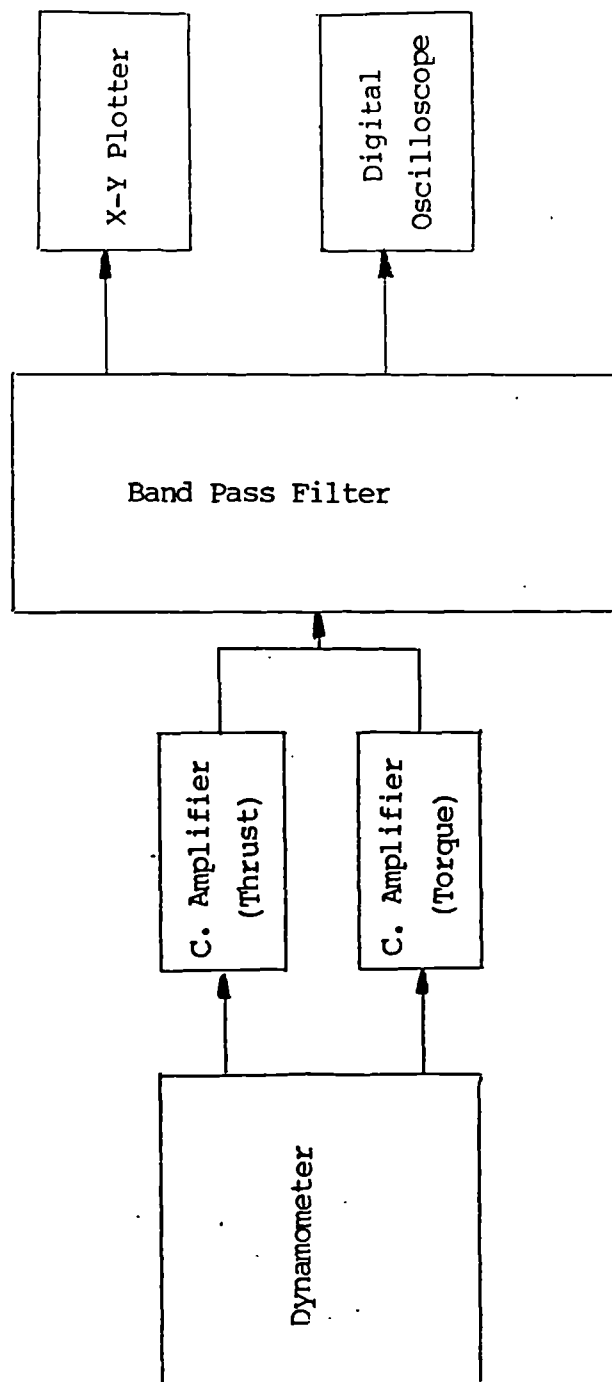 Dynamometer
C. Amplifier
(Thrust)
C. Amplifier
(Torque)
Band Pass Filter
X-Y Plotter
Digital
Oscilloscope